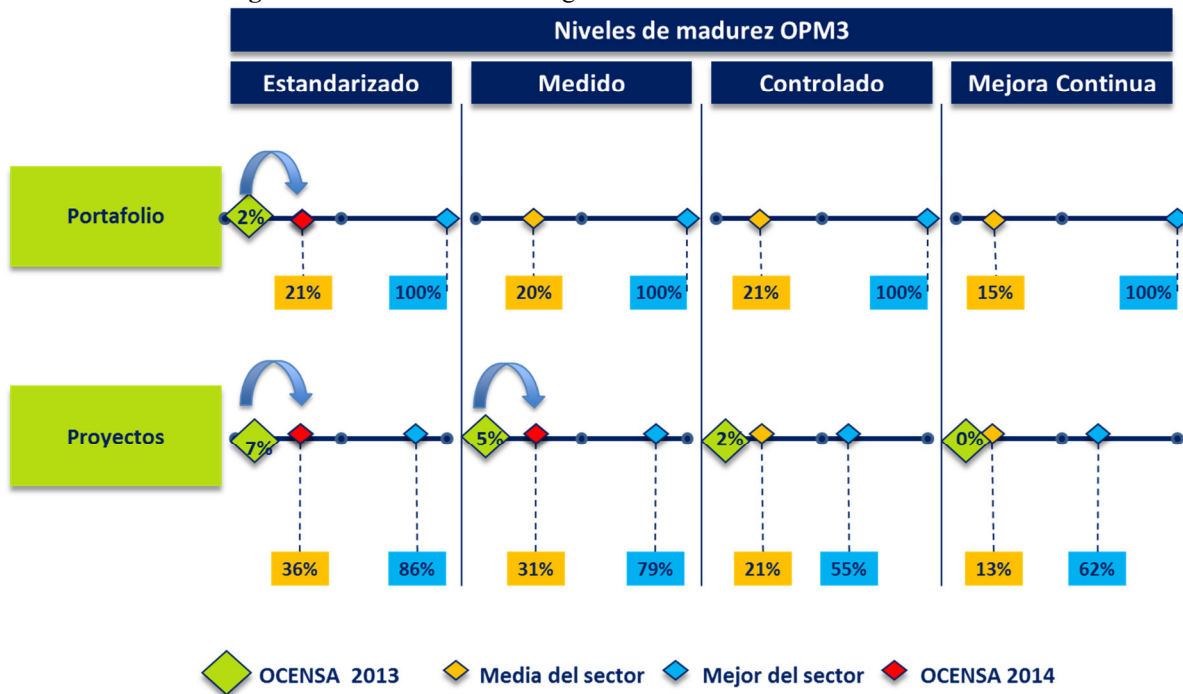 Niveles de madurez OPM3
Estandarizado Medido Controlado Mejora Continua
Portafolio
2%
21% 100% 20% 100% 21% 100% 15% 100%
Proyectos
7% 5% 2% 0%
36% 86% 31% 79% 21% 55% 13% 62%
OCENSA 2013 Media del sector Mejor del sector OCENSA 2014